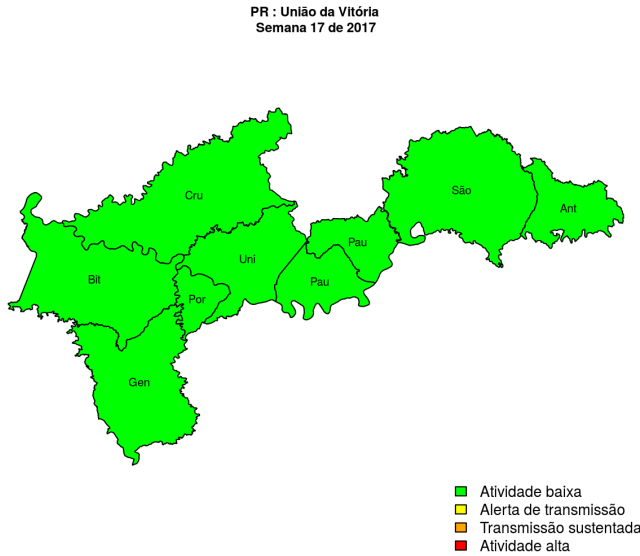 PR : União da Vitória
Semana 17 de 2017
Cru
São
Ant
Pau
Uni
Bit
Pau
Por
Gen
Atividade baixa
Alerta de transmissão
Transmissão sustentada
Atividade alta